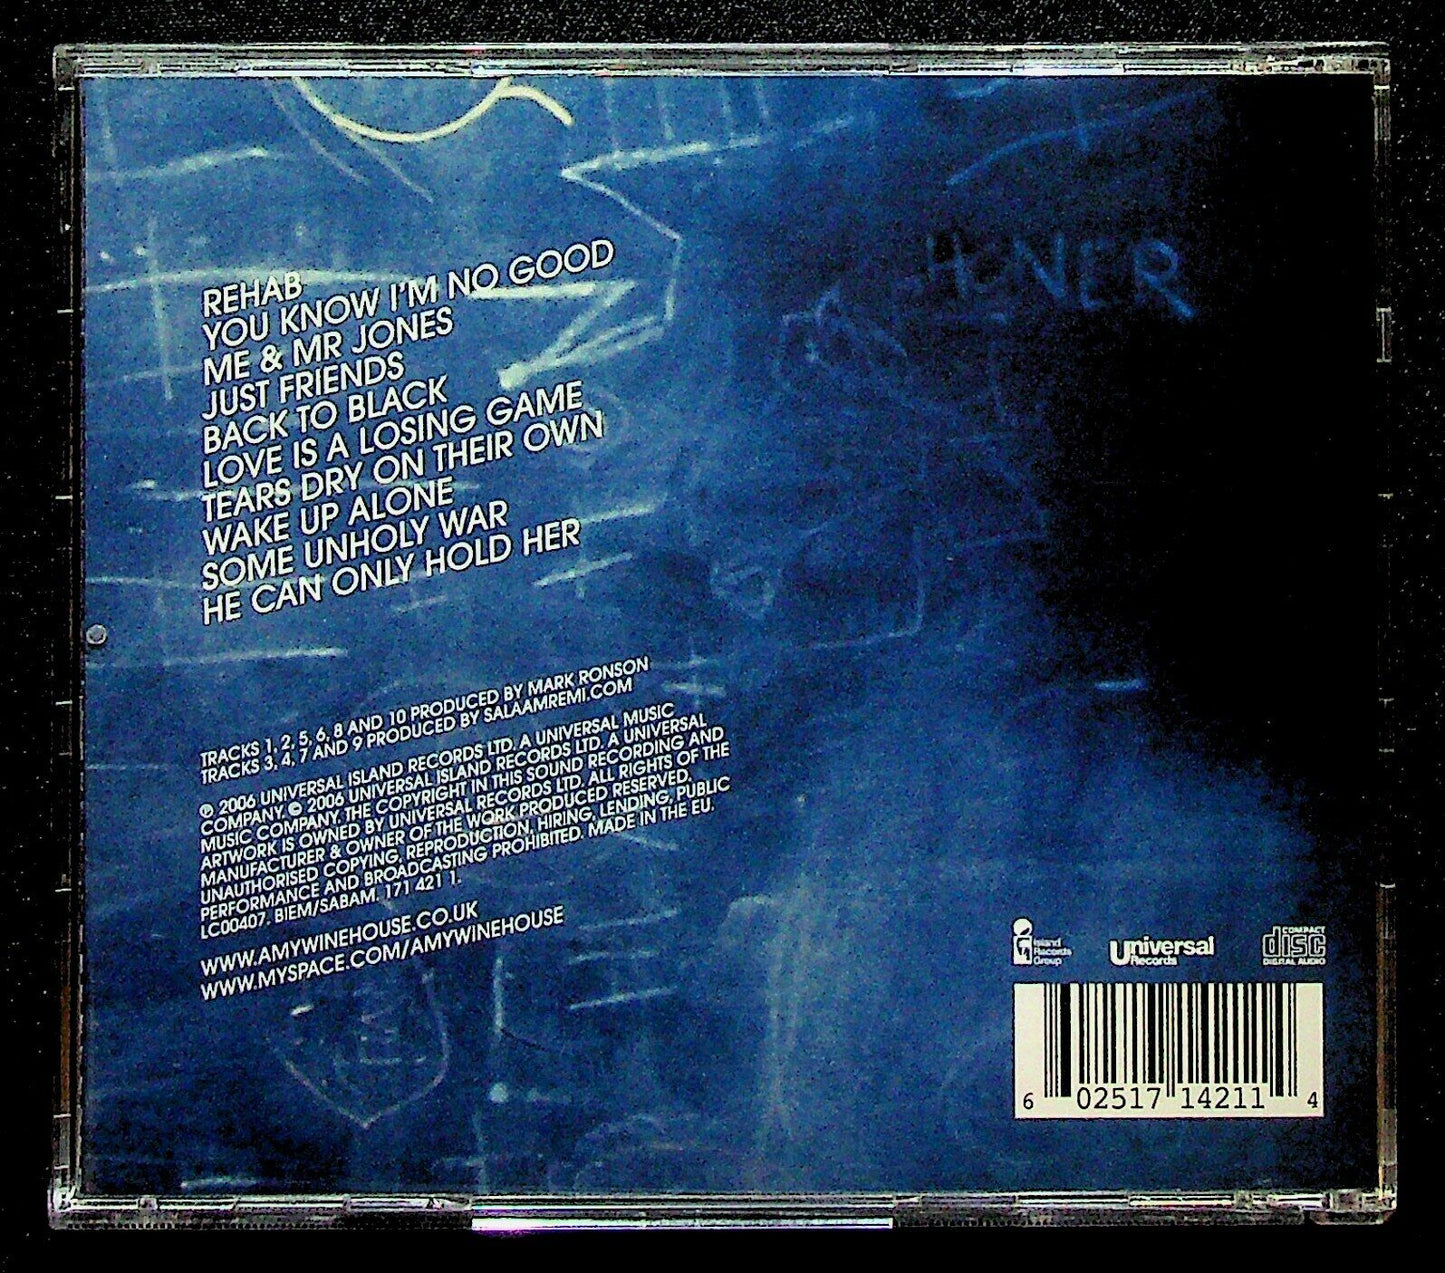 REHAB
YOU KNOW I'M NO GOOD
ME & MR JONES
JUST FRIENDS
BACK TO BLACK
LOVE IS A LOSING GAME
TEARS DRY ON THEIR OWN
WAKE UP ALONE
SOME UNHOLY WAR
HE CAN ONLY HOLD HER
TRACKS 1, 2, 5, 6, 8 AND 10 PRODUCED BY MARK RONSON
TRACKS 3, 4, 7 AND 9 PRODUCED BY SALAAMREMI.COM
℗ 2006 UNIVERSAL ISLAND RECORDS LTD. A UNIVERSAL MUSIC
COMPANY. © 2006 UNIVERSAL ISLAND RECORDS LTD. A UNIVERSAL
MUSIC COMPANY. THE COPYRIGHT IN THIS SOUND RECORDING AND
ARTWORK IS OWNED BY UNIVERSAL RECORDS LTD. ALL RIGHTS OF THE
MANUFACTURER & OWNER OF THE WORK PRODUCED RESERVED.
UNAUTHORISED COPYING, REPRODUCTION, HIRING, LENDING, PUBLIC
PERFORMANCE AND BROADCASTING PROHIBITED. MADE IN THE EU.
LC00407. BIEM/SABAM. 171 421 1.
WWW.AMYWINEHOUSE.CO.UK
WWW.MYSPACE.COM/AMYWINEHOUSE
Island
Records
Group
Universal
Records
COMPACT
disc
DIGITAL AUDIO
6 02517 14211 4